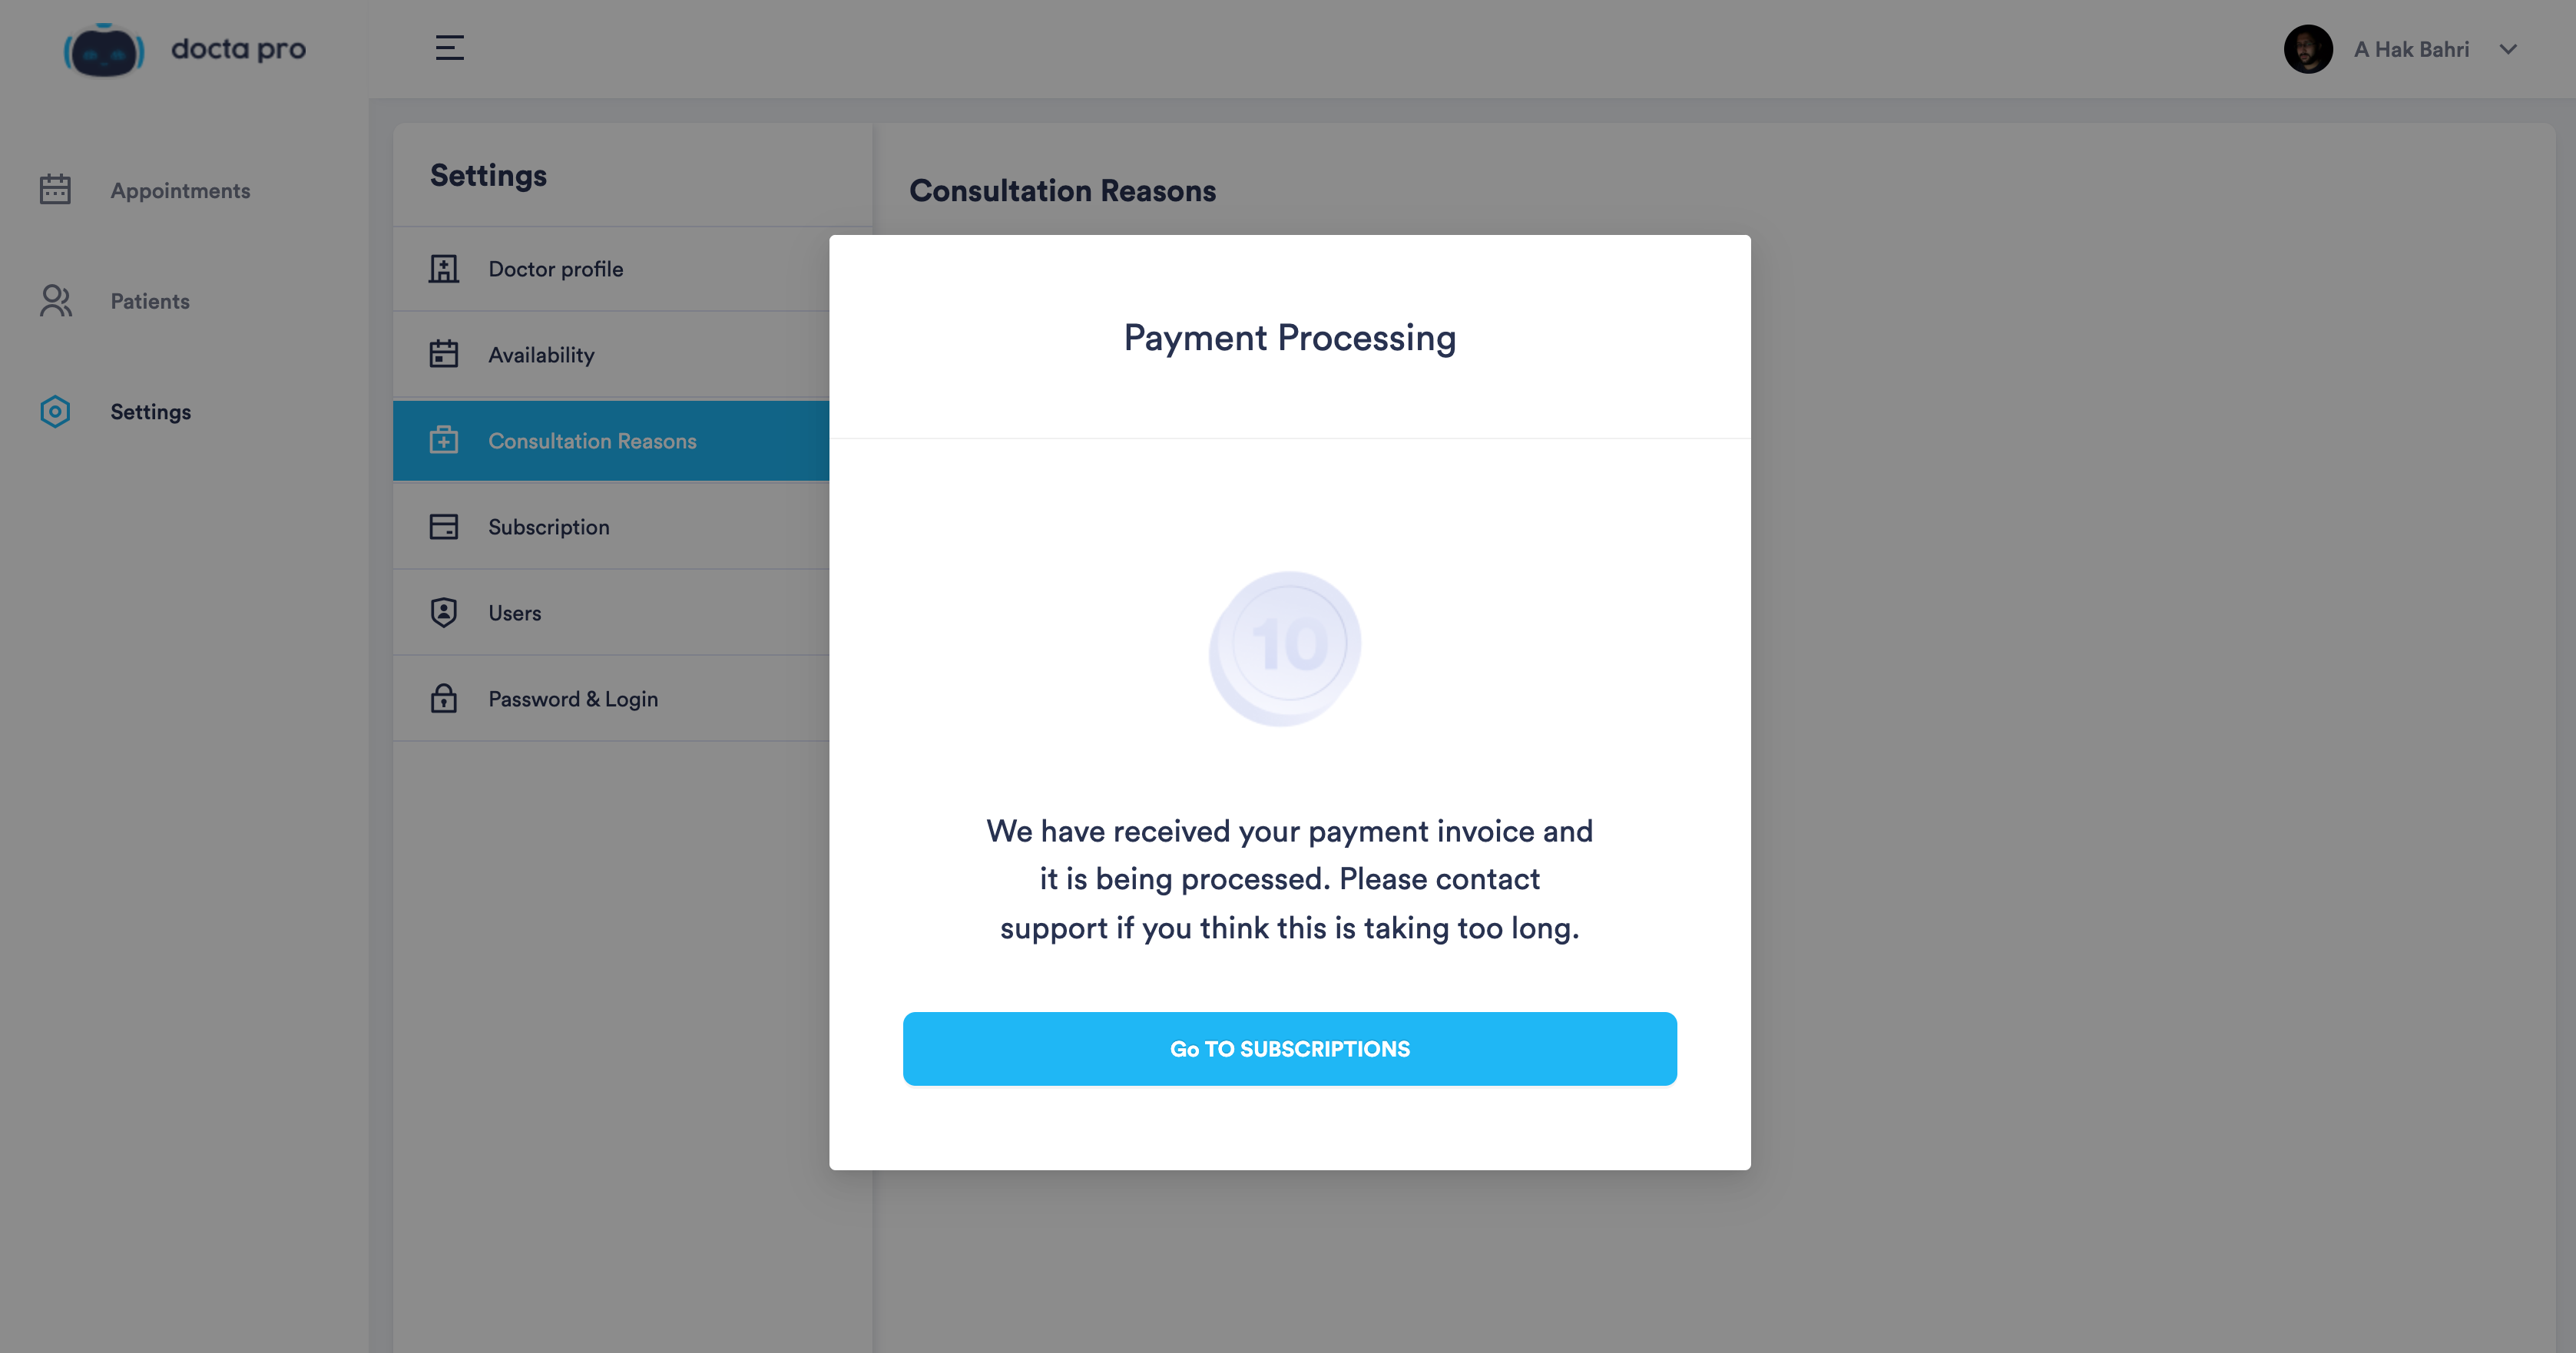 docta pro
A Hak Bahri
Appointments
Patients
Settings
Settings
Doctor profile
Availability
Consultation Reasons
Subscription
Users
Password & Login
Consultation Reasons
Payment Processing
10
We have received your payment invoice and
it is being processed. Please contact
support if you think this is taking too long.
Go TO SUBSCRIPTIONS